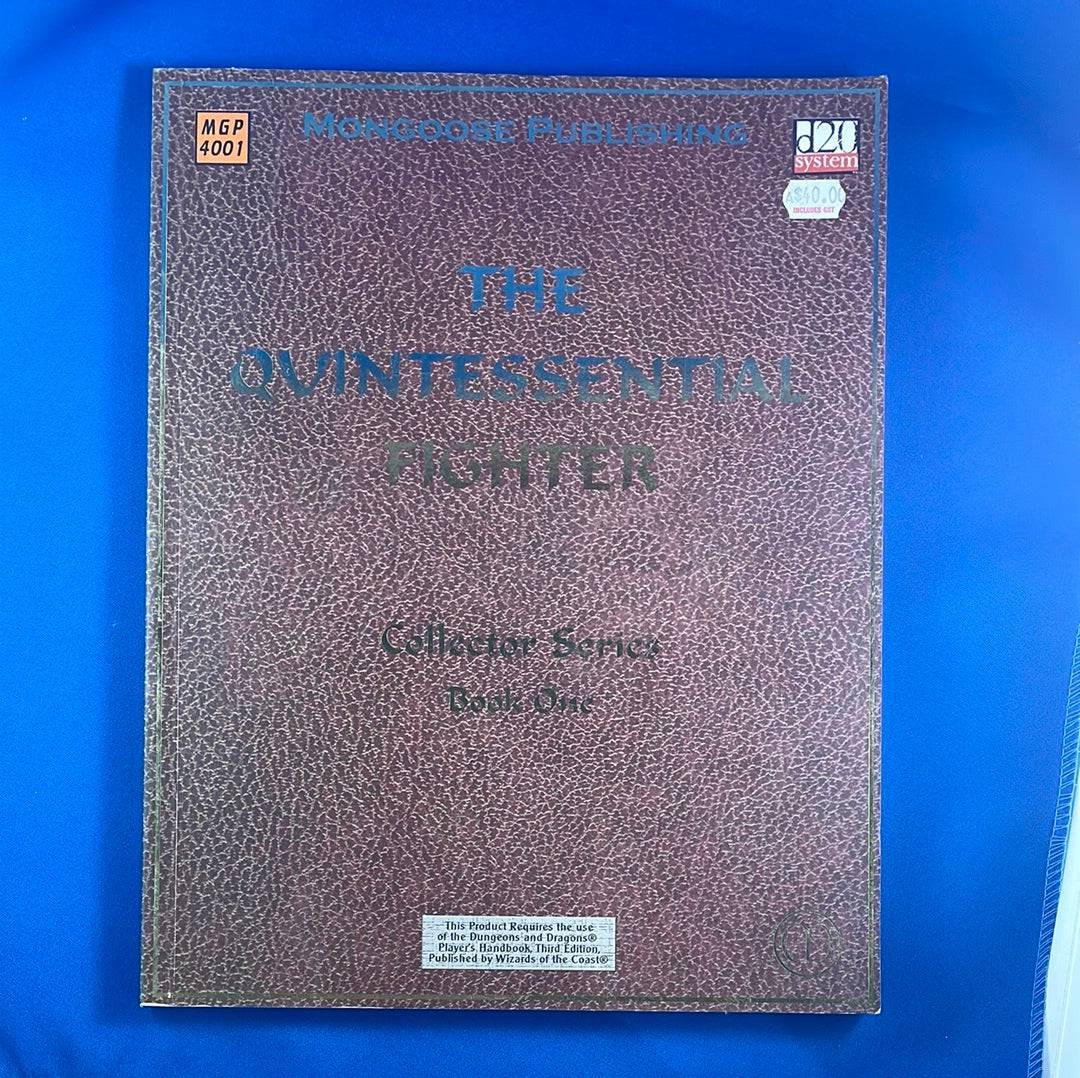 MGP
4001
MONGOOSE PUBLISHING
d20
system
A$40.00
INCLUDES GST
THE
QUINTESSENTIAL
FIGHTER
Collector Series
Book One
This Product Requires the use
of the Dungeons and Dragons®
Player's Handbook, Third Edition,
Published by Wizards of the Coast®